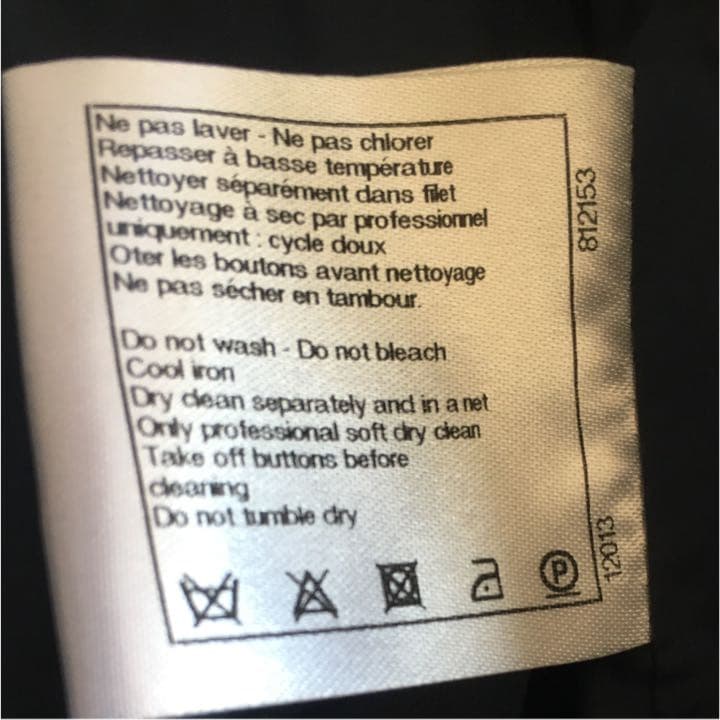 Ne pas laver - Ne pas chlorer
Repasser à basse température
Nettoyer séparément dans filet
Nettoyage à sec par professionnel
uniquement : cycle doux
Oter les boutons avant nettoyage
Ne pas sécher en tambour.
Do not wash - Do not bleach
Cool iron
Dry clean separately and in a net
Only professional soft dry clean
Take off buttons before
cleaning
Do not tumble dry
P
812153
12013